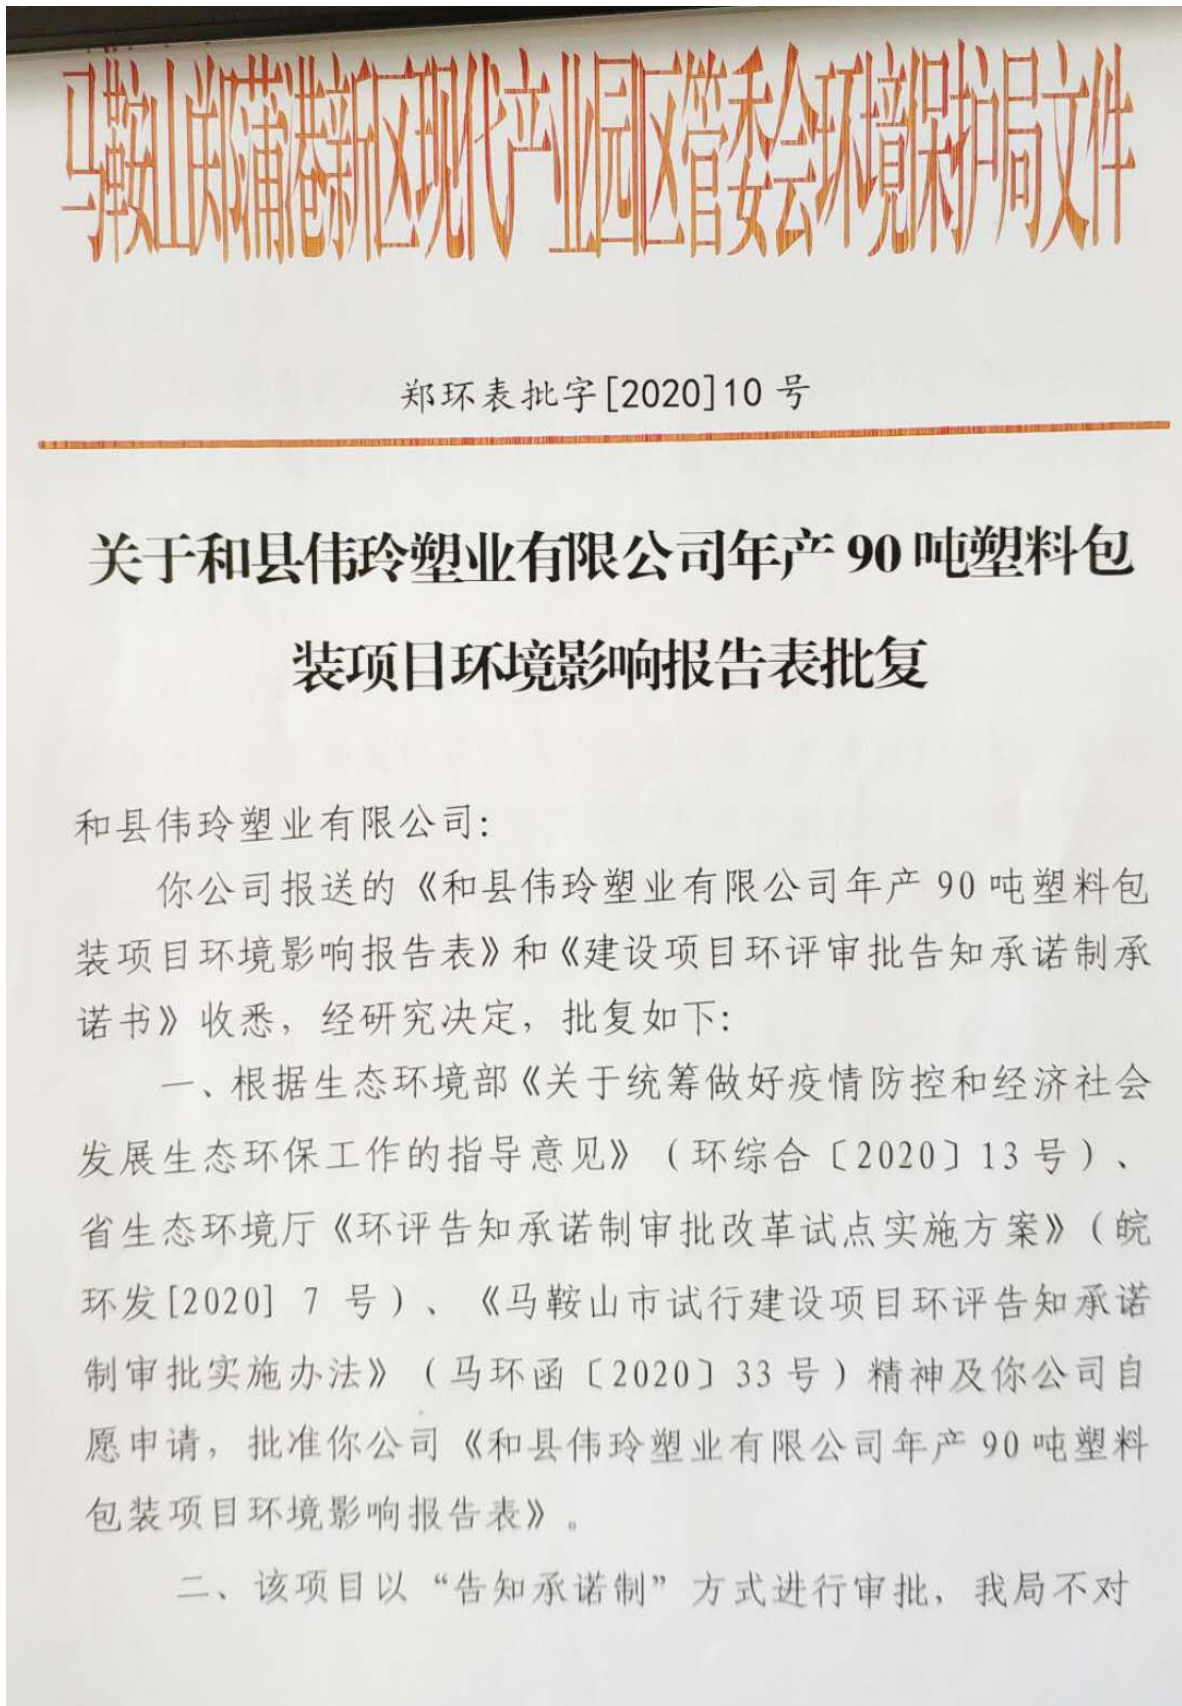 马鞍山郑蒲港新区现代产业园区管委会环境保护局文件
郑环表批字[2020]10 号
关于和县伟玲塑业有限公司年产 90 吨塑料包
装项目环境影响报告表批复
和县伟玲塑业有限公司:
你公司报送的《和县伟玲塑业有限公司年产 90 吨塑料包
装项目环境影响报告表》和《建设项目环评审批告知承诺制承
诺书》收悉，经研究决定，批复如下:
一、根据生态环境部《关于统筹做好疫情防控和经济社会
发展生态环保工作的指导意见》（环综合〔2020〕13 号）、
省生态环境厅《环评告知承诺制审批改革试点实施方案》（皖
环发[2020] 7 号）、《马鞍山市试行建设项目环评告知承诺
制审批实施办法》（马环函〔2020〕33 号）精神及你公司自
愿申请，批准你公司《和县伟玲塑业有限公司年产 90 吨塑料
包装项目环境影响报告表》。
二、该项目以“告知承诺制”方式进行审批，我局不对